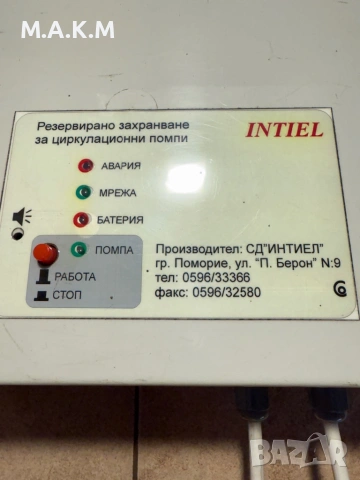 M.A.K.M
Резервирано захранване
за циркулационни помпи
INTIEL
АВАРИЯ
МРЕЖА
БАТЕРИЯ
ПОМПА
РАБОТА
СТОП
Производител: СД"ИНТИЕЛ"
гр. Поморие, ул. "П. Берон" N:9
тел: 0596/33366
факс: 0596/32580
BAZAR